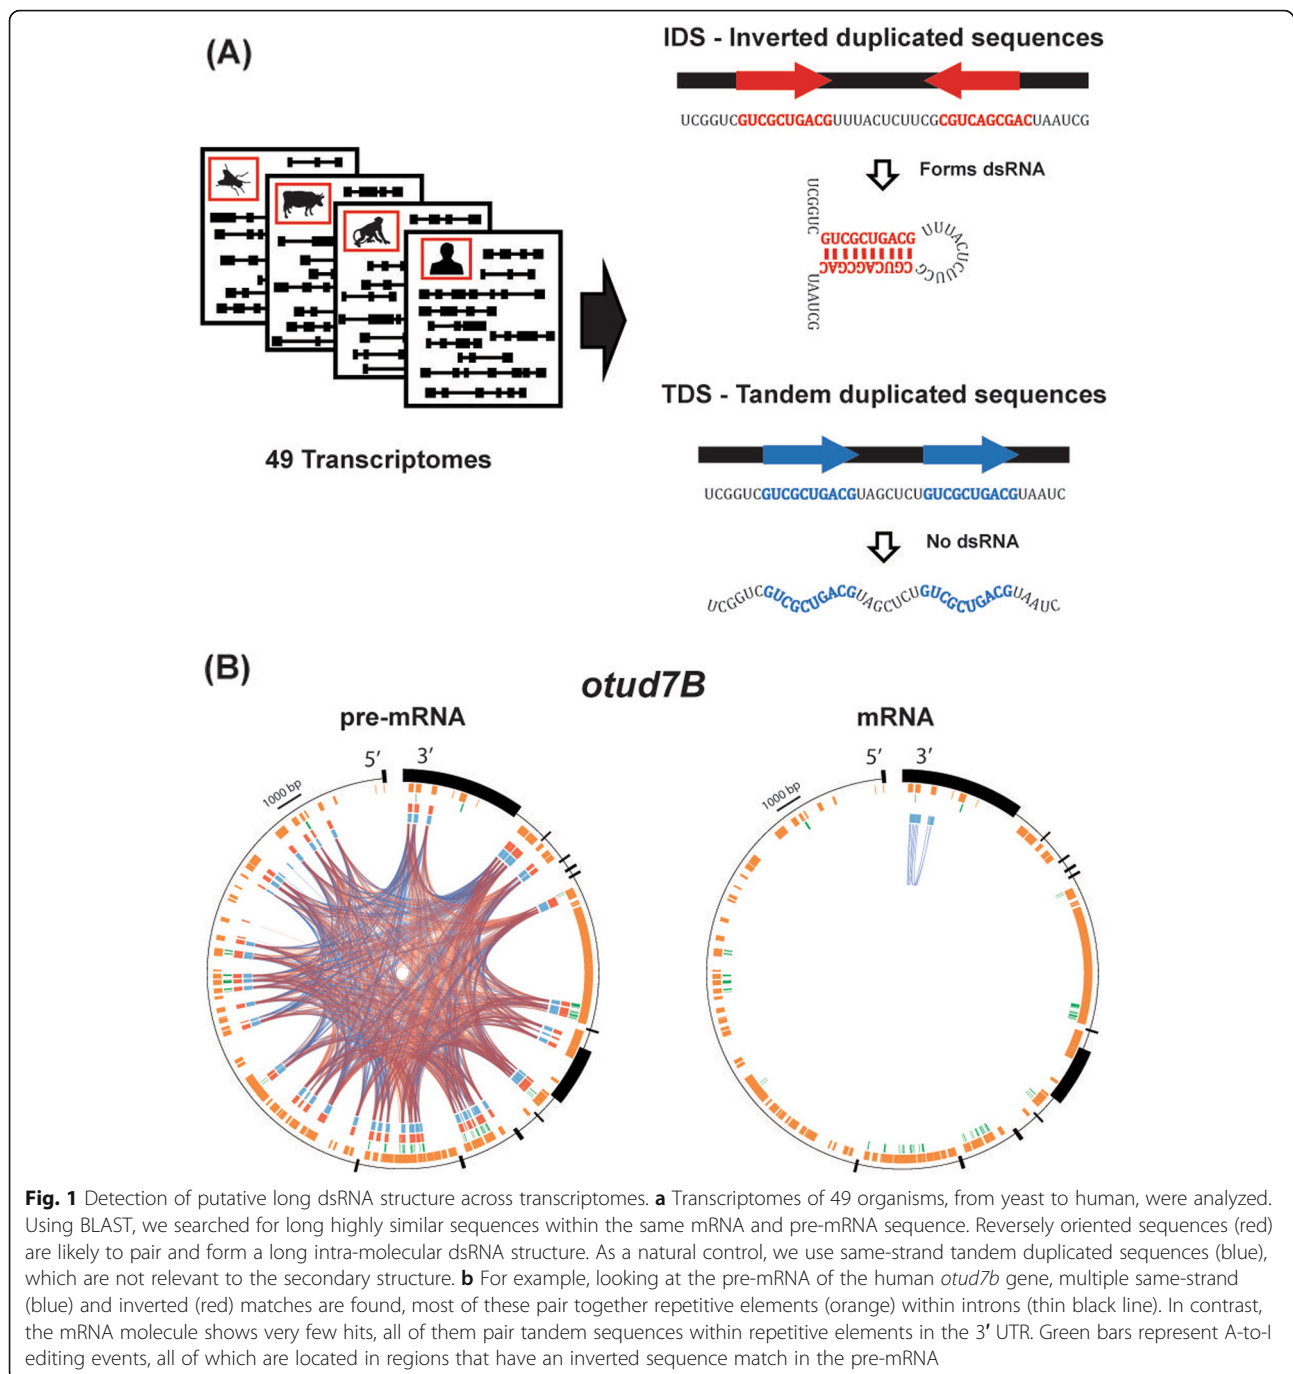 (A)
IDS - Inverted duplicated sequences
UCGGUCGUCGCUGACGUUUACUCUUCGCGUCAGCGACUAAUCG
Forms dsRNA
UCGGUC
GUCGCUGACG
UUUACUCUUCG
CGUCAGCGAC
UAAUCG
49 Transcriptomes
TDS - Tandem duplicated sequences
UCGGUCGUCGCUGACGUAGCUCUGUCGCUGACGUAAUC
No dsRNA
UCGGUCGUCGCUGACGUAGCUCUGUCGCUGACGUAAUC
(B)
otud7B
pre-mRNA
5′ 3′
1000 bp
mRNA
5′ 3′
1000 bp
Fig. 1 Detection of putative long dsRNA structure across transcriptomes. a Transcriptomes of 49 organisms, from yeast to human, were analyzed.
Using BLAST, we searched for long highly similar sequences within the same mRNA and pre-mRNA sequence. Reversely oriented sequences (red)
are likely to pair and form a long intra-molecular dsRNA structure. As a natural control, we use same-strand tandem duplicated sequences (blue),
which are not relevant to the secondary structure. b For example, looking at the pre-mRNA of the human otud7b gene, multiple same-strand
(blue) and inverted (red) matches are found, most of these pair together repetitive elements (orange) within introns (thin black line). In contrast,
the mRNA molecule shows very few hits, all of them pair tandem sequences within repetitive elements in the 3′ UTR. Green bars represent A-to-I
editing events, all of which are located in regions that have an inverted sequence match in the pre-mRNA